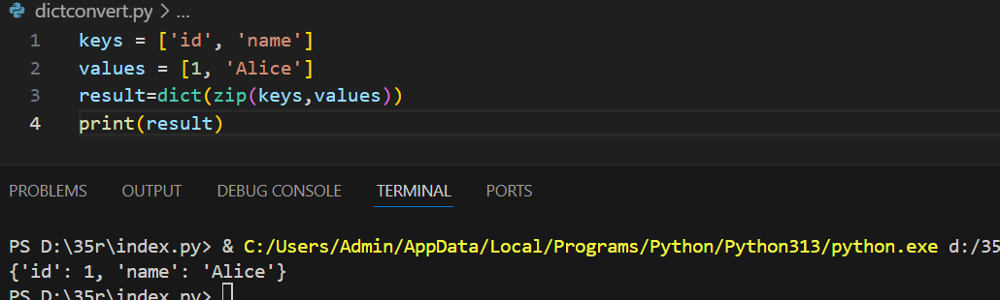 dictconvert.py > ...
1 keys = ['id', 'name']
2 values = [1, 'Alice']
3 result=dict(zip(keys,values))
4 print(result)
PROBLEMS OUTPUT DEBUG CONSOLE TERMINAL PORTS
PS D:\35r\index.py> & C:/Users/Admin/AppData/Local/Programs/Python/Python313/python.exe d:/35
{'id': 1, 'name': 'Alice'}
PS D:\35r\index.py>